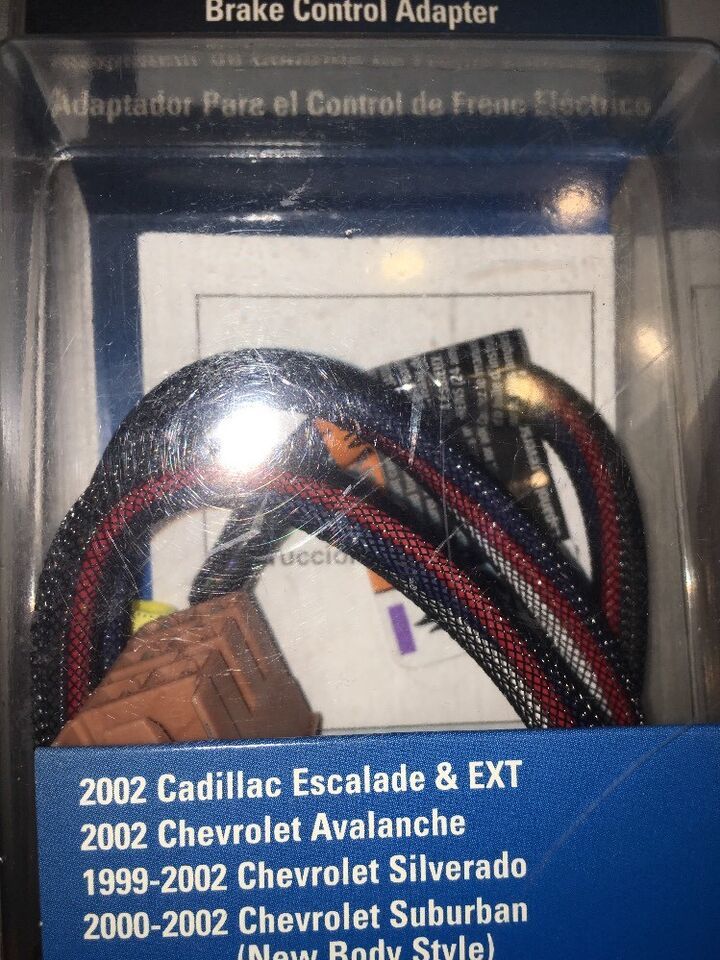 Brake Control Adapter
Adaptador Para el Control de Freno Eléctrico
2002 Cadillac Escalade & EXT
2002 Chevrolet Avalanche
1999-2002 Chevrolet Silverado
2000-2002 Chevrolet Suburban
(New Body Style)